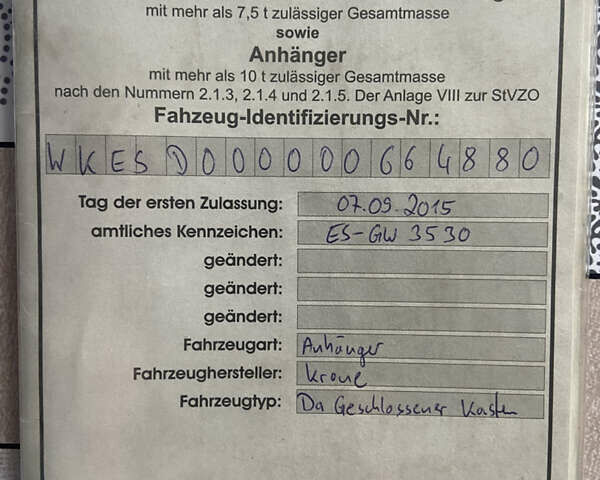 mit mehr als 7,5 t zulässiger Gesamtmasse
sowie
Anhänger
mit mehr als 10 t zulässiger Gesamtmasse
nach den Nummern 2.1.3, 2.1.4 und 2.1.5. Der Anlage VIII zur StVZO
Fahrzeug-Identifizierungs-Nr.:
WKESD000000664880
Tag der ersten Zulassung: 07.09.2015
amtliches Kennzeichen: ES-GW 3530
geändert:
geändert:
geändert:
Fahrzeugart: Anhänger
Fahrzeughersteller: Krone
Fahrzeugtyp: Da Geschlossener Kasten